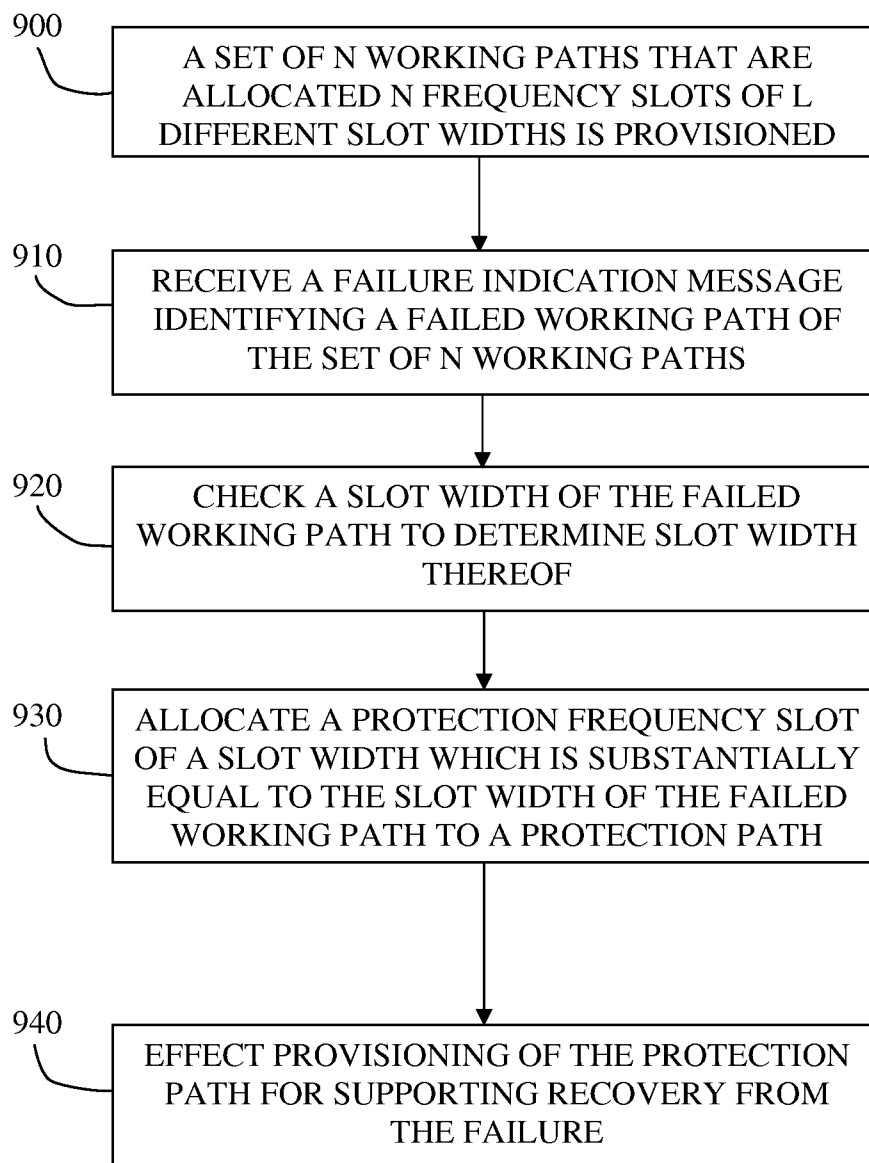 900
A SET OF N WORKING PATHS THAT ARE
ALLOCATED N FREQUENCY SLOTS OF L
DIFFERENT SLOT WIDTHS IS PROVISIONED
910
RECEIVE A FAILURE INDICATION MESSAGE
IDENTIFYING A FAILED WORKING PATH OF
THE SET OF N WORKING PATHS
920
CHECK A SLOT WIDTH OF THE FAILED
WORKING PATH TO DETERMINE SLOT WIDTH
THEREOF
930
ALLOCATE A PROTECTION FREQUENCY SLOT
OF A SLOT WIDTH WHICH IS SUBSTANTIALLY
EQUAL TO THE SLOT WIDTH OF THE FAILED
WORKING PATH TO A PROTECTION PATH
940
EFFECT PROVISIONING OF THE PROTECTION
PATH FOR SUPPORTING RECOVERY FROM
THE FAILURE